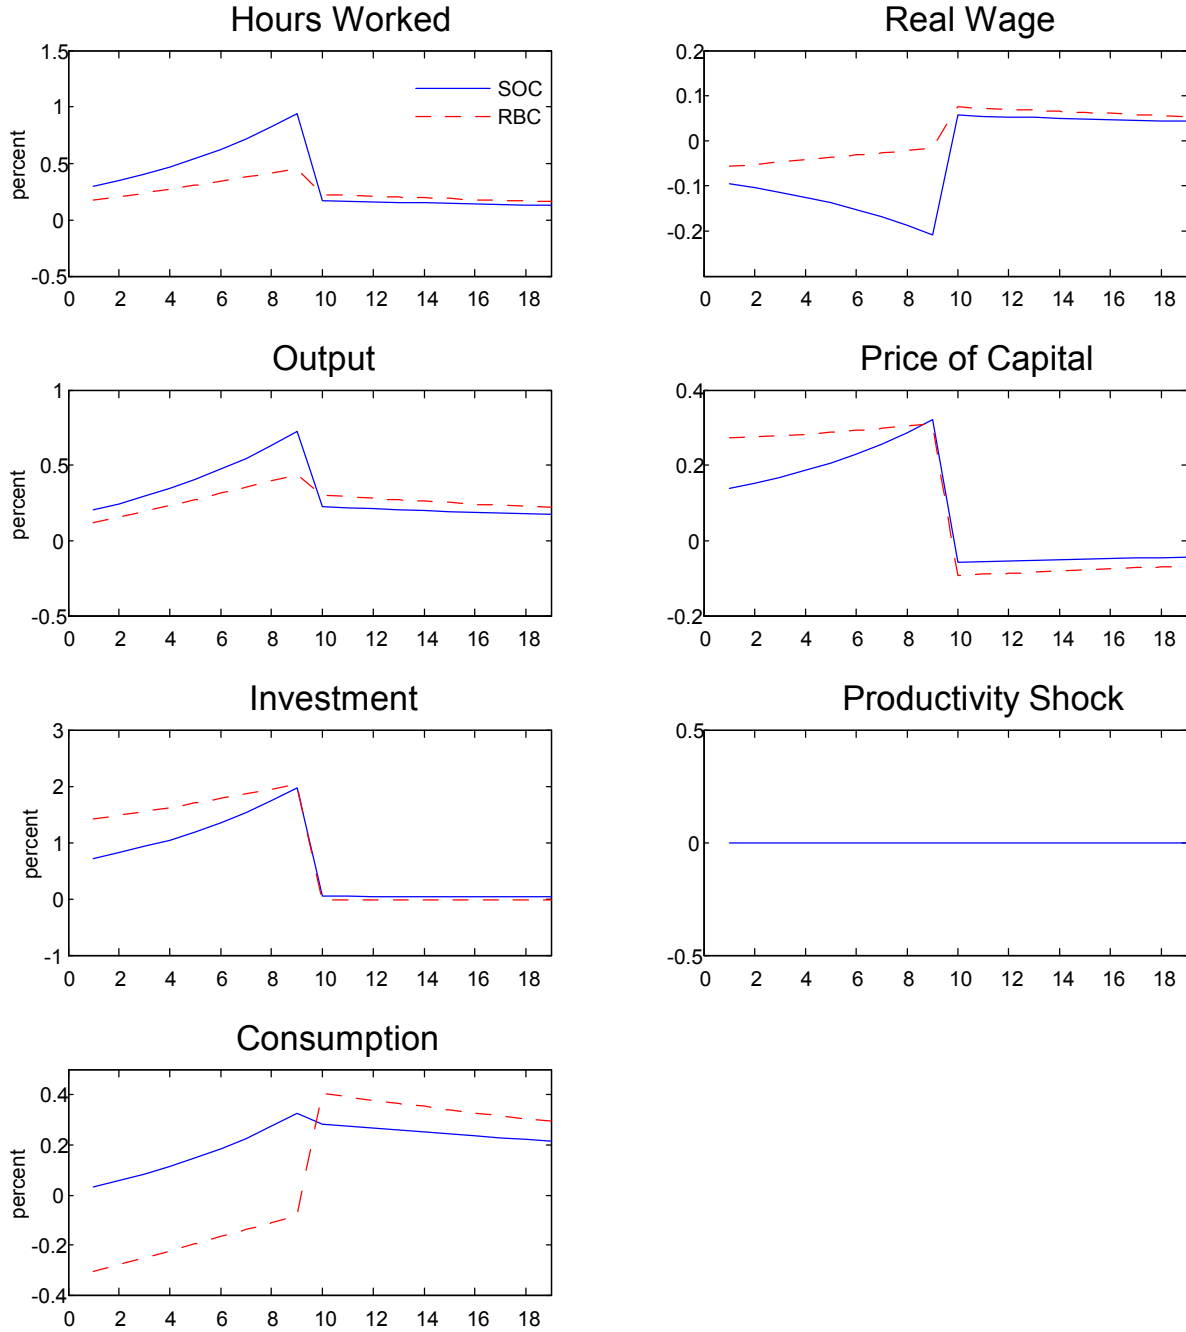 Hours Worked
1.5
1
0.5
0
-0.5
percent
SOC
RBC
0 2 4 6 8 10 12 14 16 18
Real Wage
0.2
0.1
0
-0.1
-0.2
0 2 4 6 8 10 12 14 16 18
Output
1
0.5
0
-0.5
percent
0 2 4 6 8 10 12 14 16 18
Price of Capital
0.4
0.2
0
-0.2
0 2 4 6 8 10 12 14 16 18
Investment
3
2
1
0
-1
percent
0 2 4 6 8 10 12 14 16 18
Productivity Shock
0.5
0
-0.5
0 2 4 6 8 10 12 14 16 18
Consumption
0.4
0.2
0
-0.2
-0.4
percent
0 2 4 6 8 10 12 14 16 18